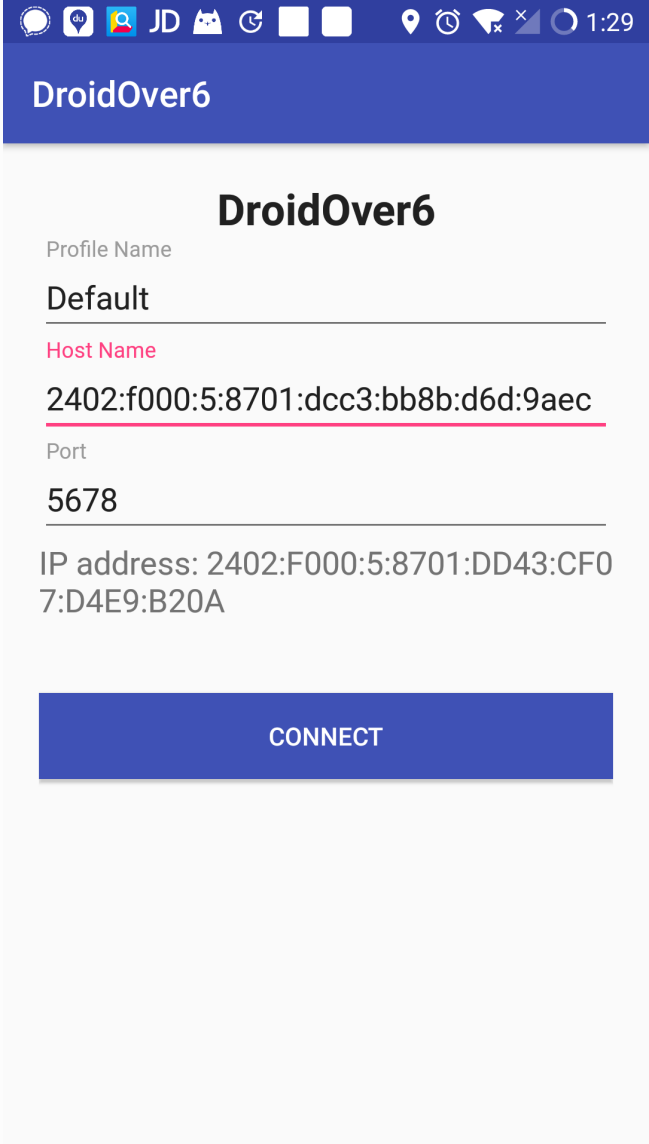 du JD 1:29
DroidOver6
DroidOver6
Profile Name
Default
Host Name
2402:f000:5:8701:dcc3:bb8b:d6d:9aec
Port
5678
IP address: 2402:F000:5:8701:DD43:CF0
7:D4E9:B20A
CONNECT